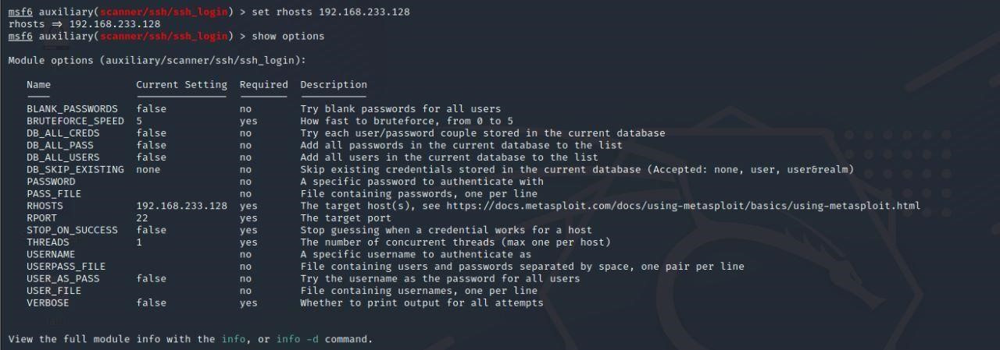 msf6 auxiliary(scanner/ssh/ssh_login) > set rhosts 192.168.233.128
rhosts => 192.168.233.128
msf6 auxiliary(scanner/ssh/ssh_login) > show options
Module options (auxiliary/scanner/ssh/ssh_login):
Name Current Setting Required Description
BLANK_PASSWORDS false no Try blank passwords for all users
BRUTEFORCE_SPEED 5 yes How fast to bruteforce, from 0 to 5
DB_ALL_CREDS false no Try each user/password couple stored in the current database
DB_ALL_PASS false no Add all passwords in the current database to the list
DB_ALL_USERS false no Add all users in the current database to the list
DB_SKIP_EXISTING none no Skip existing credentials stored in the current database (Accepted: none, user, user&realm)
PASSWORD no A specific password to authenticate with
PASS_FILE no File containing passwords, one per line
RHOSTS 192.168.233.128 yes The target host(s), see https://docs.metasploit.com/docs/using-metasploit/basics/using-metasploit.html
RPORT 22 yes The target port
STOP_ON_SUCCESS false yes Stop guessing when a credential works for a host
THREADS 1 yes The number of concurrent threads (max one per host)
USERNAME no A specific username to authenticate as
USERPASS_FILE no File containing users and passwords separated by space, one pair per line
USER_AS_PASS false no Try the username as the password for all users
USER_FILE no File containing usernames, one per line
VERBOSE false yes Whether to print output for all attempts
View the full module info with the info, or info -d command.